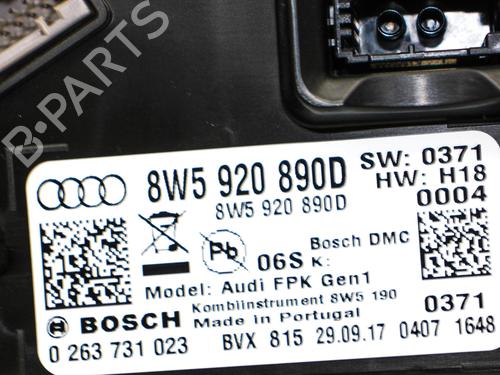 B-PARTS
8W5 920 890D
SW: 0371
HW: H18
0004
8W5 920 890D
Pb
06S
Bosch DMC
K:
Model: Audi FPK Gen1
Kombiinstrument 8W5 190
0371
BOSCH
Made in Portugal
0 263 731 023
BVX 815 29.09.17 0407 1648